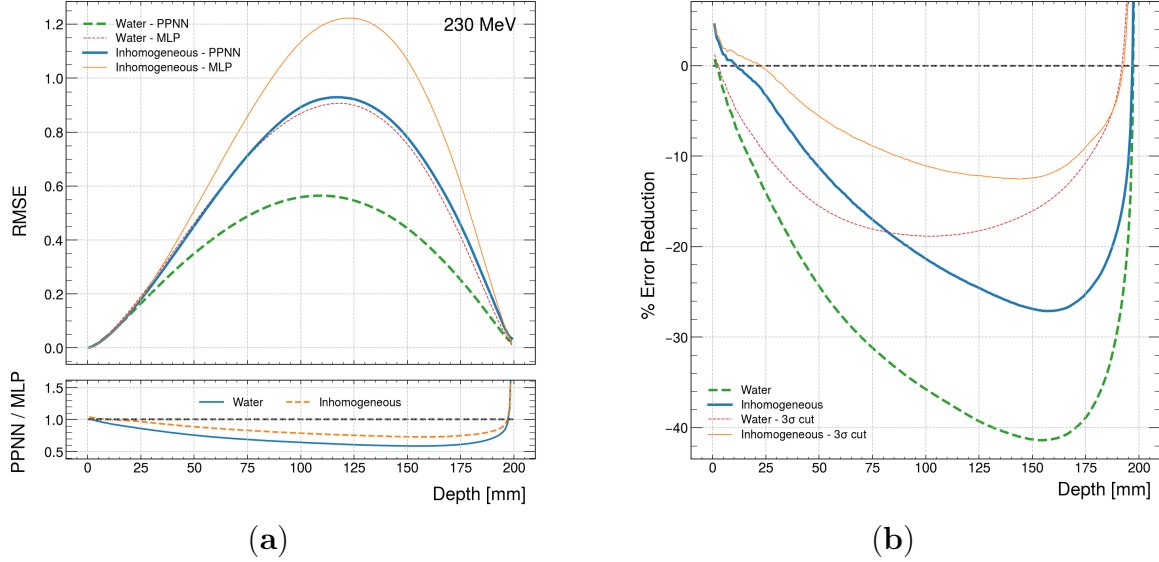 230 MeV
Water - PPNN
Water - MLP
Inhomogeneous - PPNN
Inhomogeneous - MLP
RMSE
1.2
1.0
0.8
0.6
0.4
0.2
0.0
PPNN / MLP
Water
Inhomogeneous
1.5
1.0
0.5
0 25 50 75 100 125 150 175 200
Depth [mm]
(a)
% Error Reduction
0
−10
−20
−30
−40
Water
Inhomogeneous
Water - 3σ cut
Inhomogeneous - 3σ cut
0 25 50 75 100 125 150 175 200
Depth [mm]
(b)